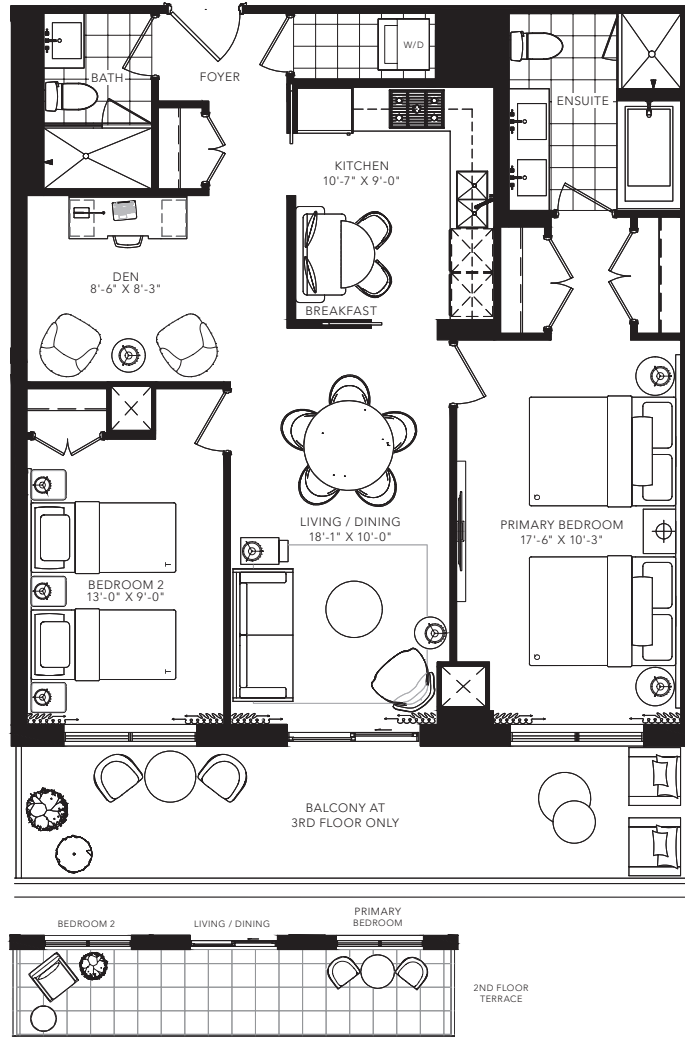 W/D
BATH
FOYER
ENSUITE
KITCHEN
10'-7" X 9'-0"
DEN
8'-6" X 8'-3"
BREAKFAST
LIVING / DINING
18'-1" X 10'-0"
PRIMARY BEDROOM
17'-6" X 10'-3"
BEDROOM 2
13'-0" X 9'-0"
BALCONY AT
3RD FLOOR ONLY
BEDROOM 2
LIVING / DINING
PRIMARY
BEDROOM
2ND FLOOR
TERRACE